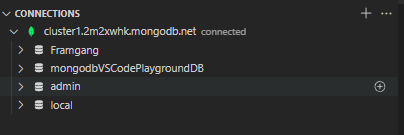 CONNECTIONS
cluster1.2m2xwhk.mongodb.net connected
Framgang
mongodbVSCodePlaygroundDB
admin
local